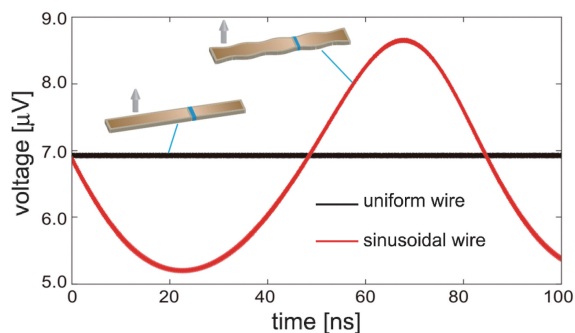 9.0
8.0
7.0
6.0
5.0
voltage [μV]
uniform wire
sinusoidal wire
0 20 40 60 80 100
time [ns]